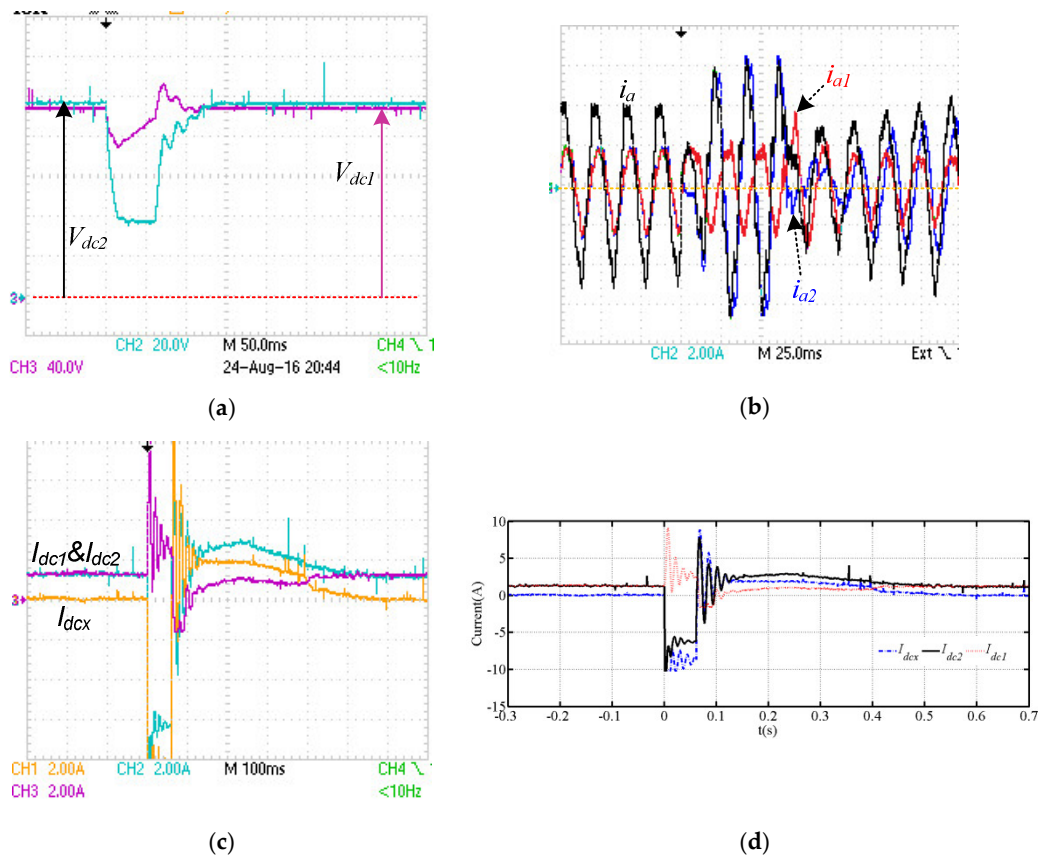 V_dc1
V_dc2
3
CH2 20.0V M 50.0ms CH4 1
CH3 40.0V 24-Aug-16 20:44 <10Hz
(a)
i_a
i_a1
i_a2
CH2 2.00A M 25.0ms Ext
(b)
I_dc1&I_dc2
3
I_dcx
CH1 2.00A CH2 2.00A M 100ms CH4 1
CH3 2.00A <10Hz
(c)
10
5
0
-5
-10
-15
Current(A)
I_dcx I_dc2 I_dc1
-0.3 -0.2 -0.1 0 0.1 0.2 0.3 0.4 0.5 0.6 0.7
t(s)
(d)